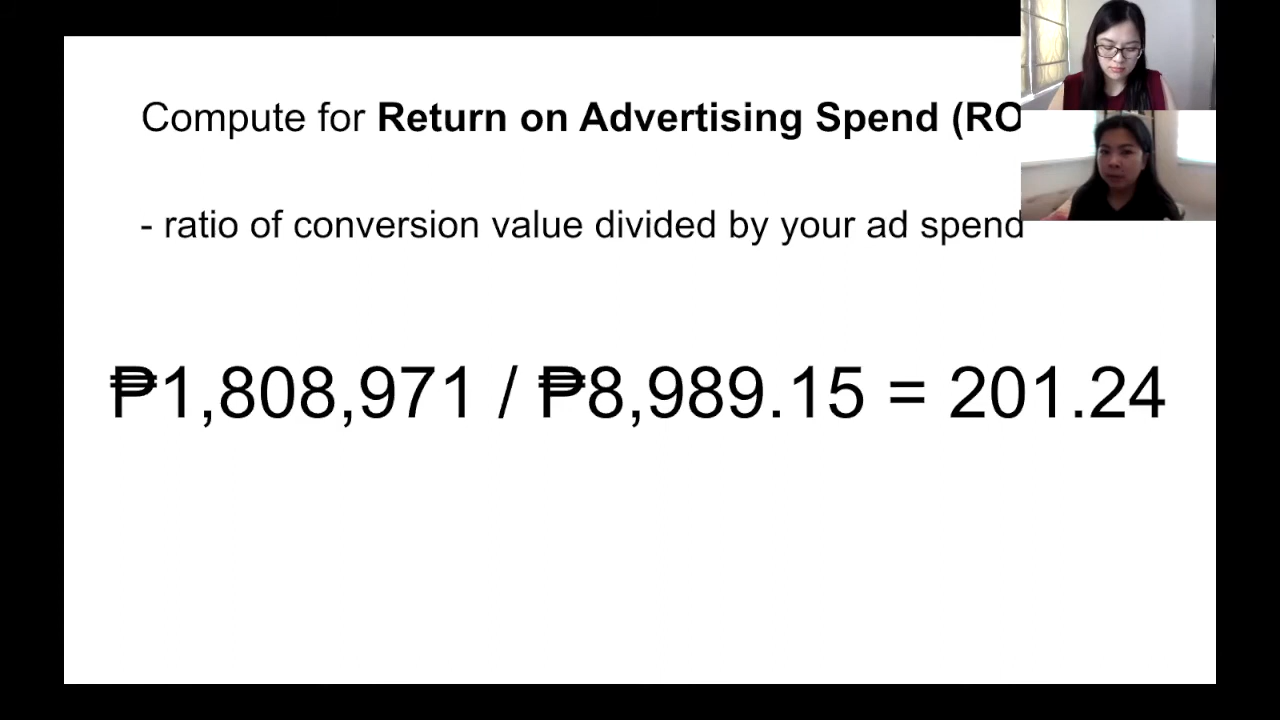 Compute for Return on Advertising Spend (RO
- ratio of conversion value divided by your ad spend
₱1,808,971 / ₱8,989.15 = 201.24